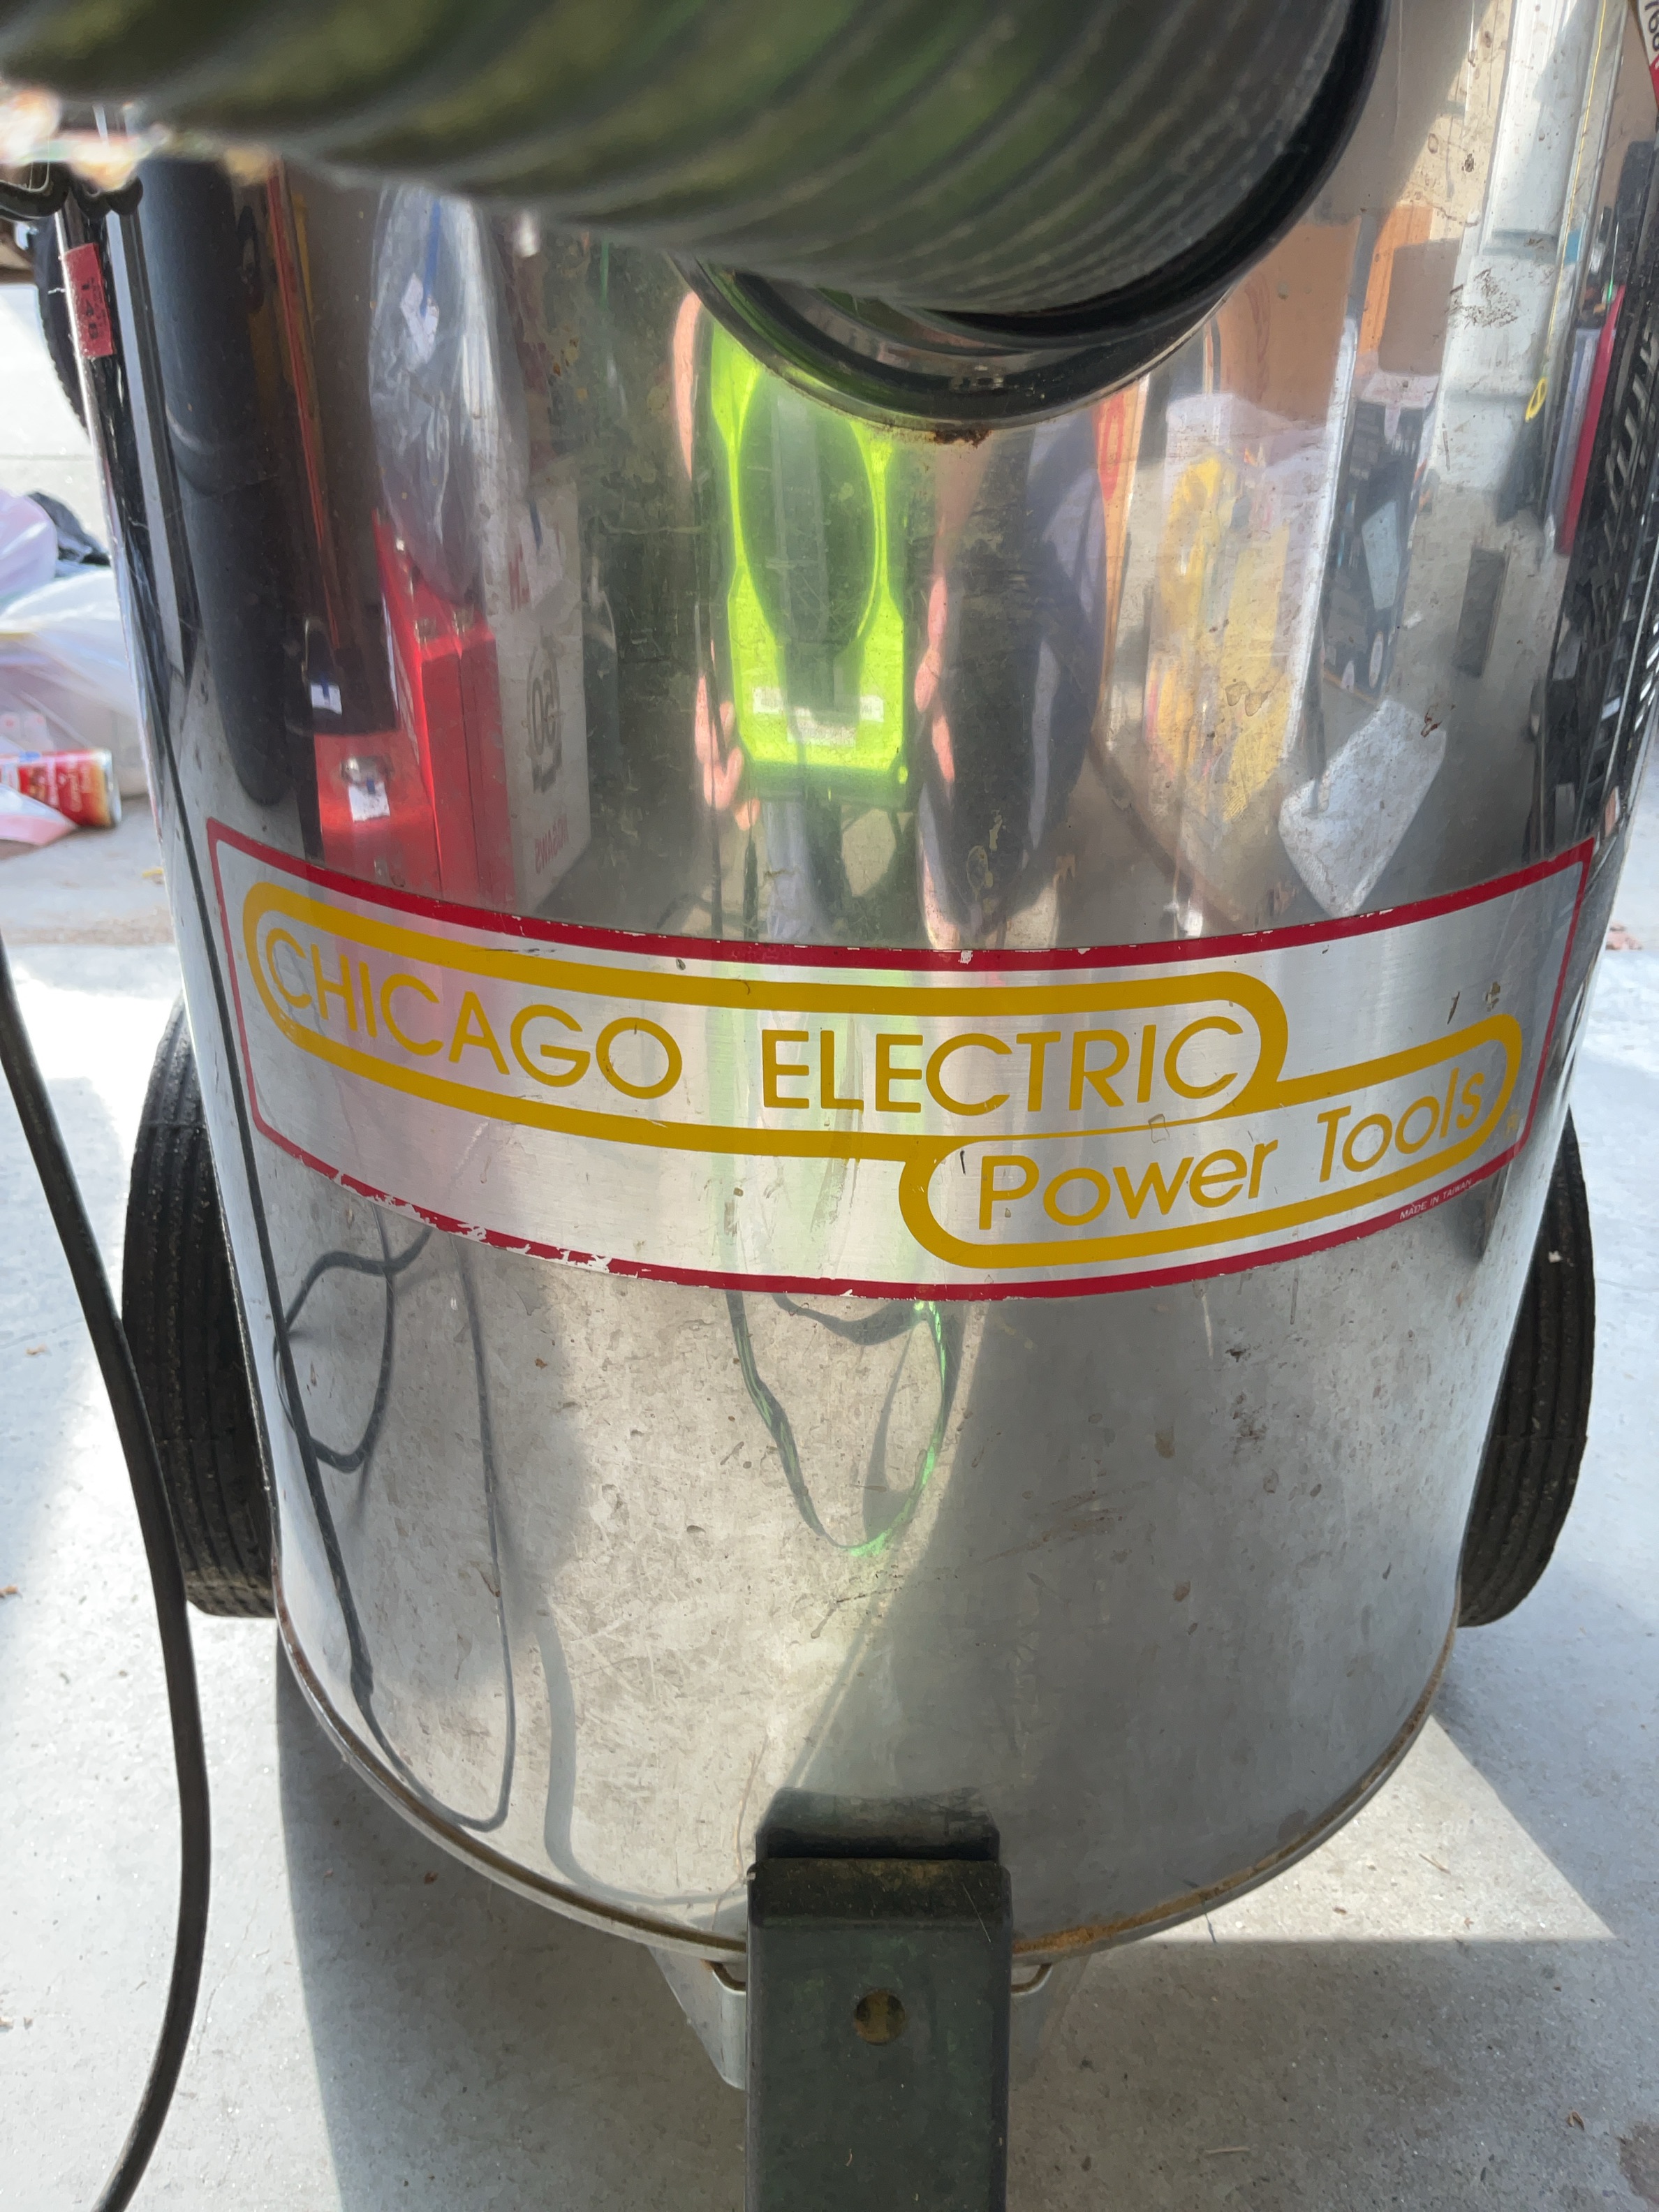 CHICAGO ELECTRIC
Power Tools
®
MADE IN TAIWAN